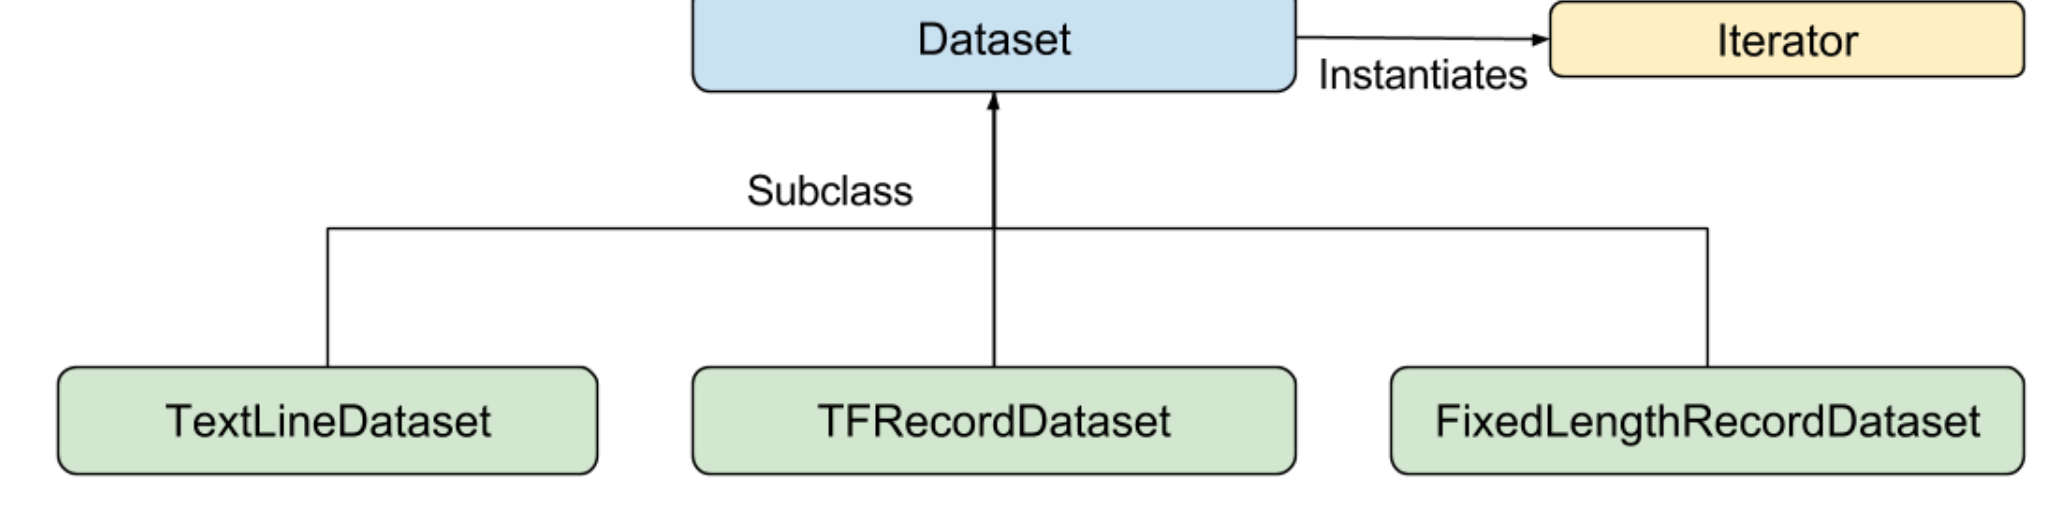 Dataset
Iterator
Instantiates
Subclass
TextLineDataset
TFRecordDataset
FixedLengthRecordDataset